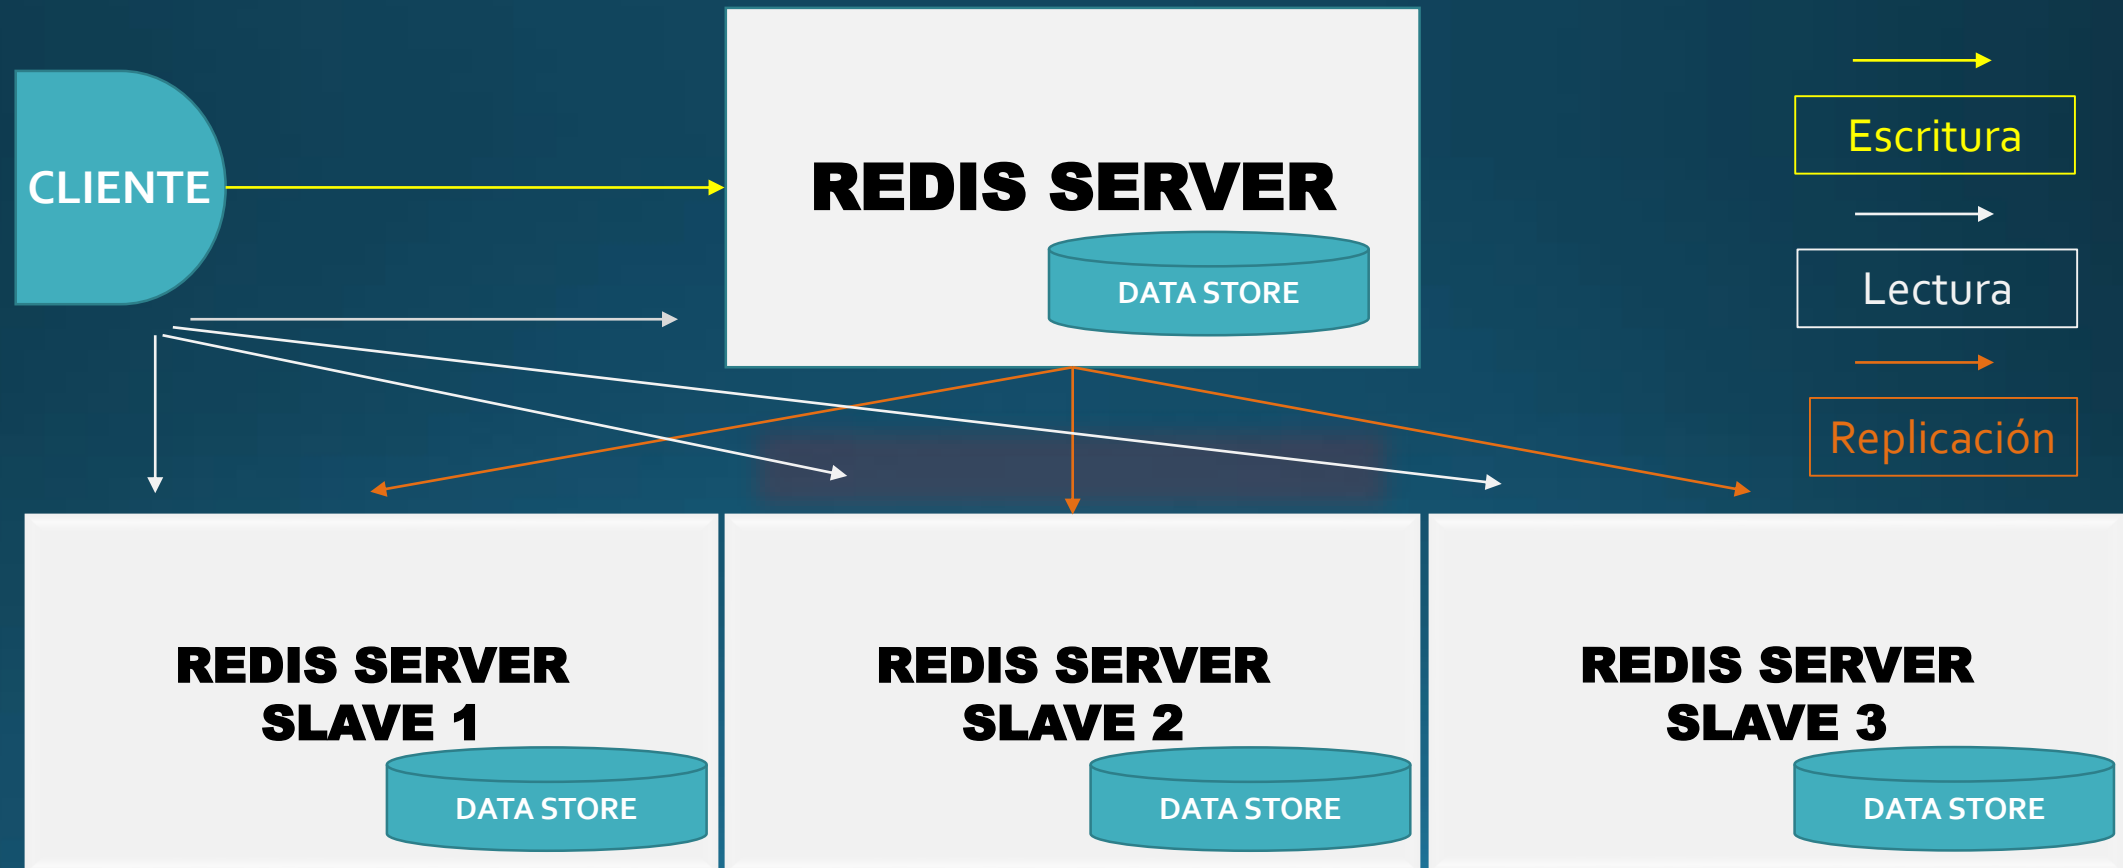 CLIENTE
REDIS SERVER
DATA STORE
Escritura
Lectura
Replicación
REDIS SERVER
SLAVE 1
DATA STORE
REDIS SERVER
SLAVE 2
DATA STORE
REDIS SERVER
SLAVE 3
DATA STORE